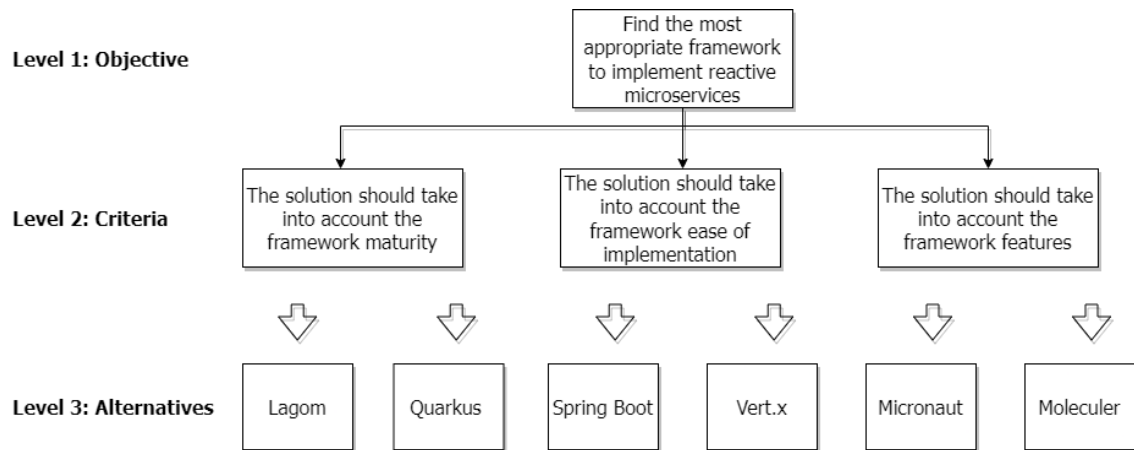 Level 1: Objective
Find the most
appropriate framework
to implement reactive
microservices
Level 2: Criteria
The solution should take
into account the
framework maturity
The solution should take
into account the
framework ease of
implementation
The solution should take
into account the
framework features
Level 3: Alternatives
Lagom
Quarkus
Spring Boot
Vert.x
Micronaut
Moleculer